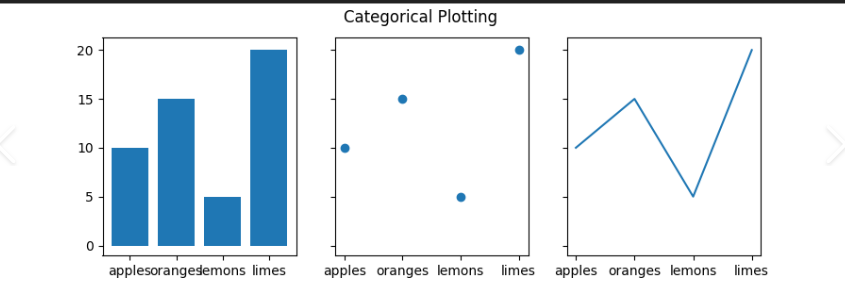 Categorical Plotting
20
15
10
5
0
apples oranges lemons limes
apples oranges lemons limes
apples oranges lemons limes